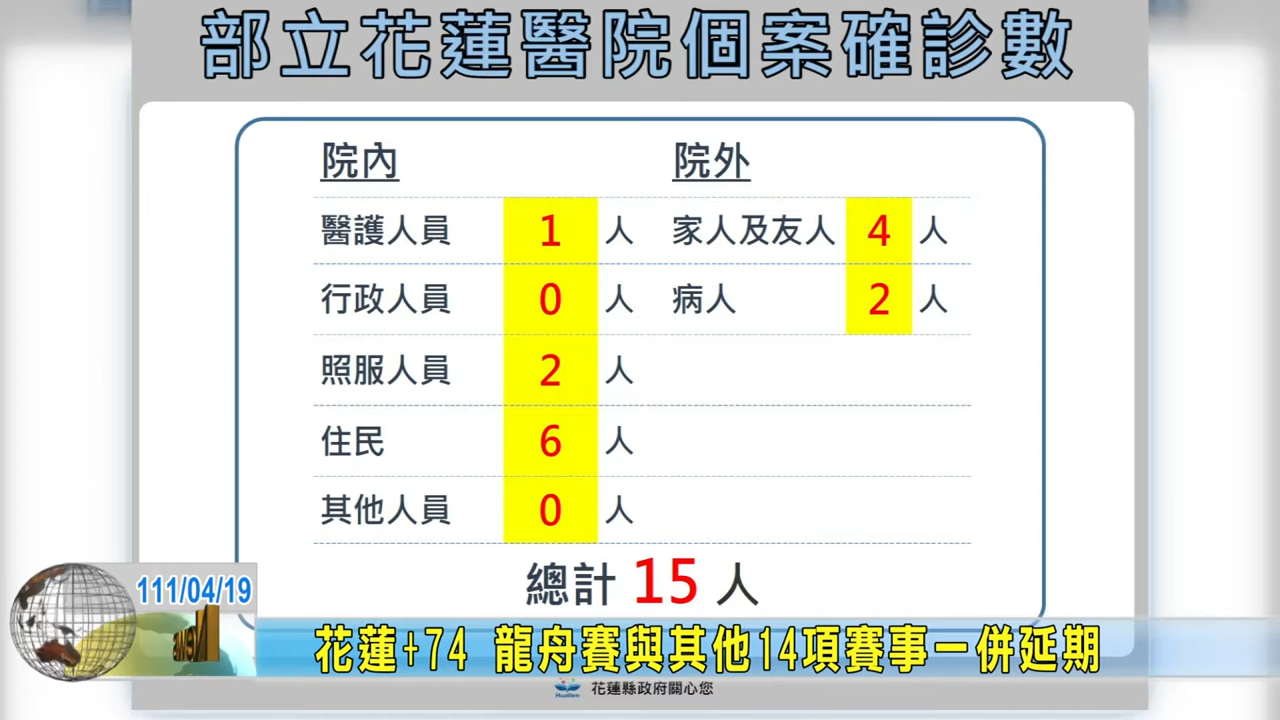 部立花蓮醫院個案確診數
院內 院外
醫護人員 1 人 家人及友人 4 人
行政人員 0 人 病人 2 人
照服人員 2 人
住民 6 人
其他人員 0 人
總計 15 人
111/04/19
花蓮+74 龍舟賽與其他14項賽事一併延期
Hualien 花蓮縣政府關心您